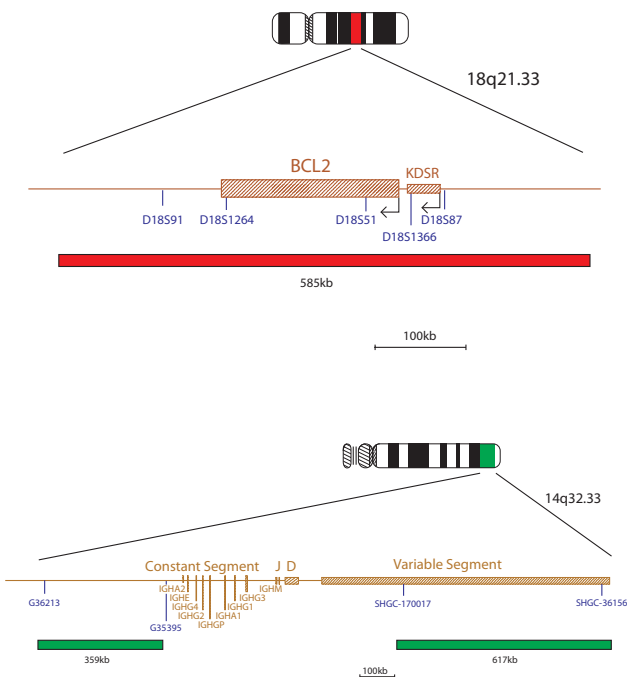 18q21.33
BCL2
KDSR
D18S91
D18S1264
D18S51
D18S87
D18S1366
585kb
100kb
14q32.33
Constant Segment
J
D
Variable Segment
IGHA2
IGHM
IGHE
IGHG3
IGHG4
IGHG1
IGHG2
IGHA1
IGHGP
G36213
G35395
SHGC-170017
SHGC-36156
359kb
617kb
100kb